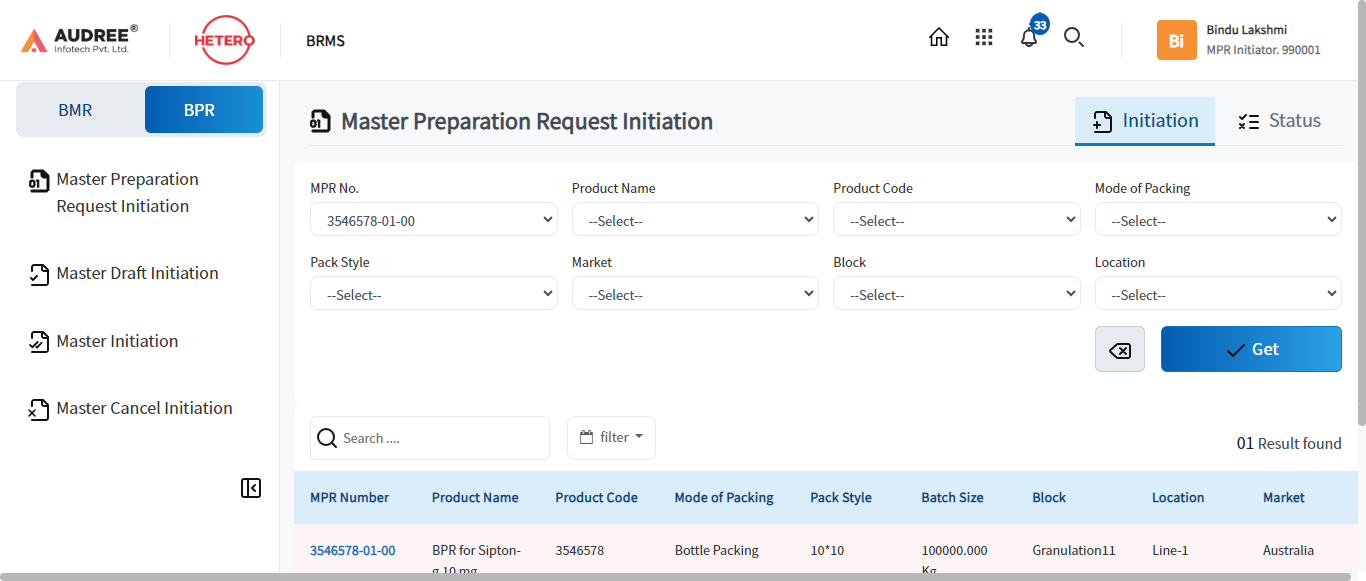 AUDREE®
Infotech Pvt. Ltd.
HETERO
BRMS
33
Bi
Bindu Lakshmi
MPR Initiator. 990001
BMR
BPR
Master Preparation Request Initiation
Initiation
Status
01
Master Preparation
Request Initiation
Master Draft Initiation
Master Initiation
Master Cancel Initiation
MPR No.
Product Name
Product Code
Mode of Packing
3546578-01-00
--Select--
--Select--
--Select--
Pack Style
Market
Block
Location
--Select--
--Select--
--Select--
--Select--
Get
Search ....
filter
01 Result found
MPR Number
Product Name
Product Code
Mode of Packing
Pack Style
Batch Size
Block
Location
Market
3546578-01-00
BPR for Sipton-
g 10 mg
3546578
Bottle Packing
10*10
100000.000
Kg
Granulation11
Line-1
Australia